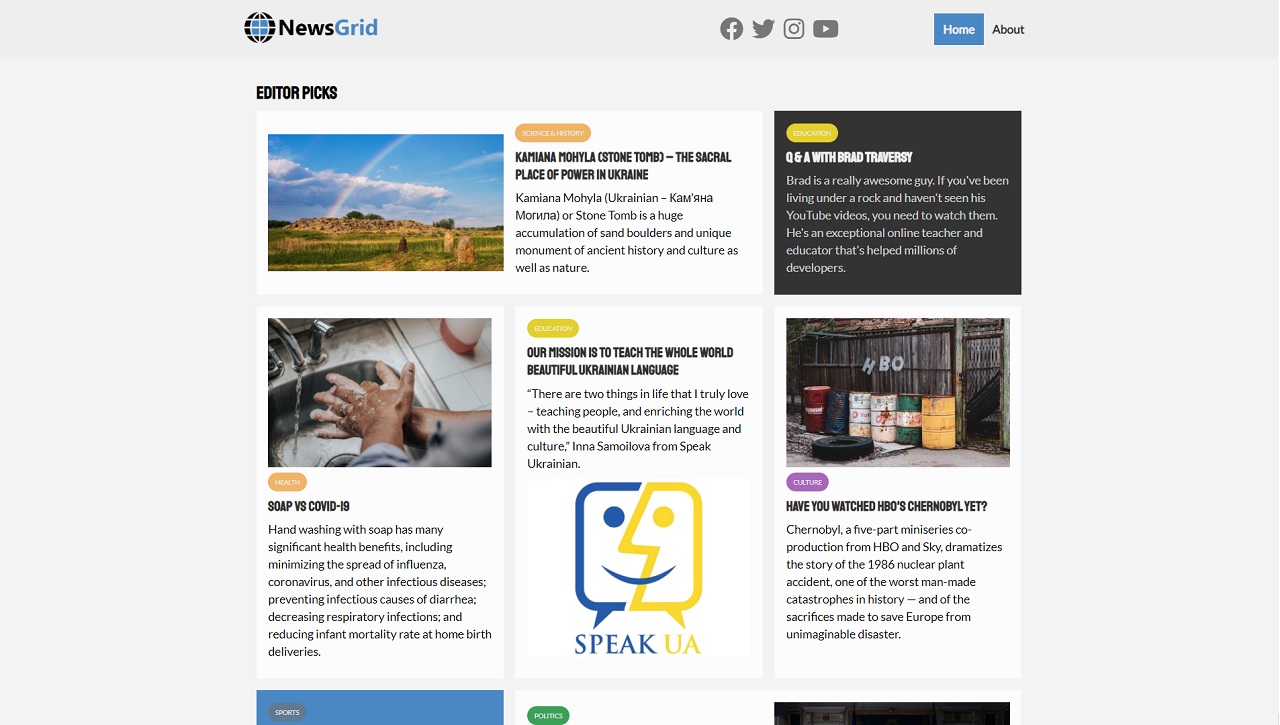 NewsGrid
Home
About
EDITOR PICKS
SCIENCE & HISTORY
KAMIANA MOHYLA (STONE TOMB) – THE SACRAL
PLACE OF POWER IN UKRAINE
Kamiana Mohyla (Ukrainian – Кам'яна
Могила) or Stone Tomb is a huge
accumulation of sand boulders and unique
monument of ancient history and culture as
well as nature.
EDUCATION
Q & A WITH BRAD TRAVERSY
Brad is a really awesome guy. If you've been
living under a rock and haven't seen his
YouTube videos, you need to watch them.
He's an exceptional online teacher and
educator that's helped millions of
developers.
HEALTH
SOAP VS COVID-19
Hand washing with soap has many
significant health benefits, including
minimizing the spread of influenza,
coronavirus, and other infectious diseases;
preventing infectious causes of diarrhea;
decreasing respiratory infections; and
reducing infant mortality rate at home birth
deliveries.
EDUCATION
OUR MISSION IS TO TEACH THE WHOLE WORLD
BEAUTIFUL UKRAINIAN LANGUAGE
“There are two things in life that I truly love
– teaching people, and enriching the world
with the beautiful Ukrainian language and
culture,” Inna Samoilova from Speak
Ukrainian.
SPEAK UA
HBO
CULTURE
HAVE YOU WATCHED HBO'S CHERNOBYL YET?
Chernobyl, a five-part miniseries co-
production from HBO and Sky, dramatizes
the story of the 1986 nuclear plant
accident, one of the worst man-made
catastrophes in history — and of the
sacrifices made to save Europe from
unimaginable disaster.
SPORTS
POLITICS